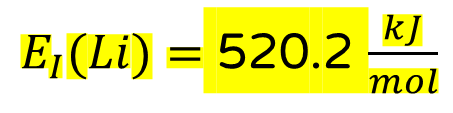 E_I(Li) = 520.2 kJ/mol